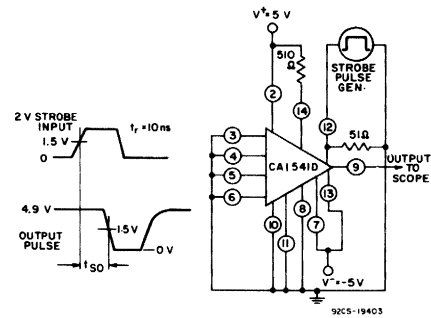 V+=5 V
510
Ω
STROBE
PULSE
GEN.
2
14
12
2 V STROBE
INPUT
tr = 10ns
1.5 V
0
3
4
5
6
CA1541D
51Ω
9
OUTPUT
TO
SCOPE
13
4.9 V
OUTPUT
PULSE
1.5V
0 V
tSO
10
11
8
7
V-=-5V
92CS-19403